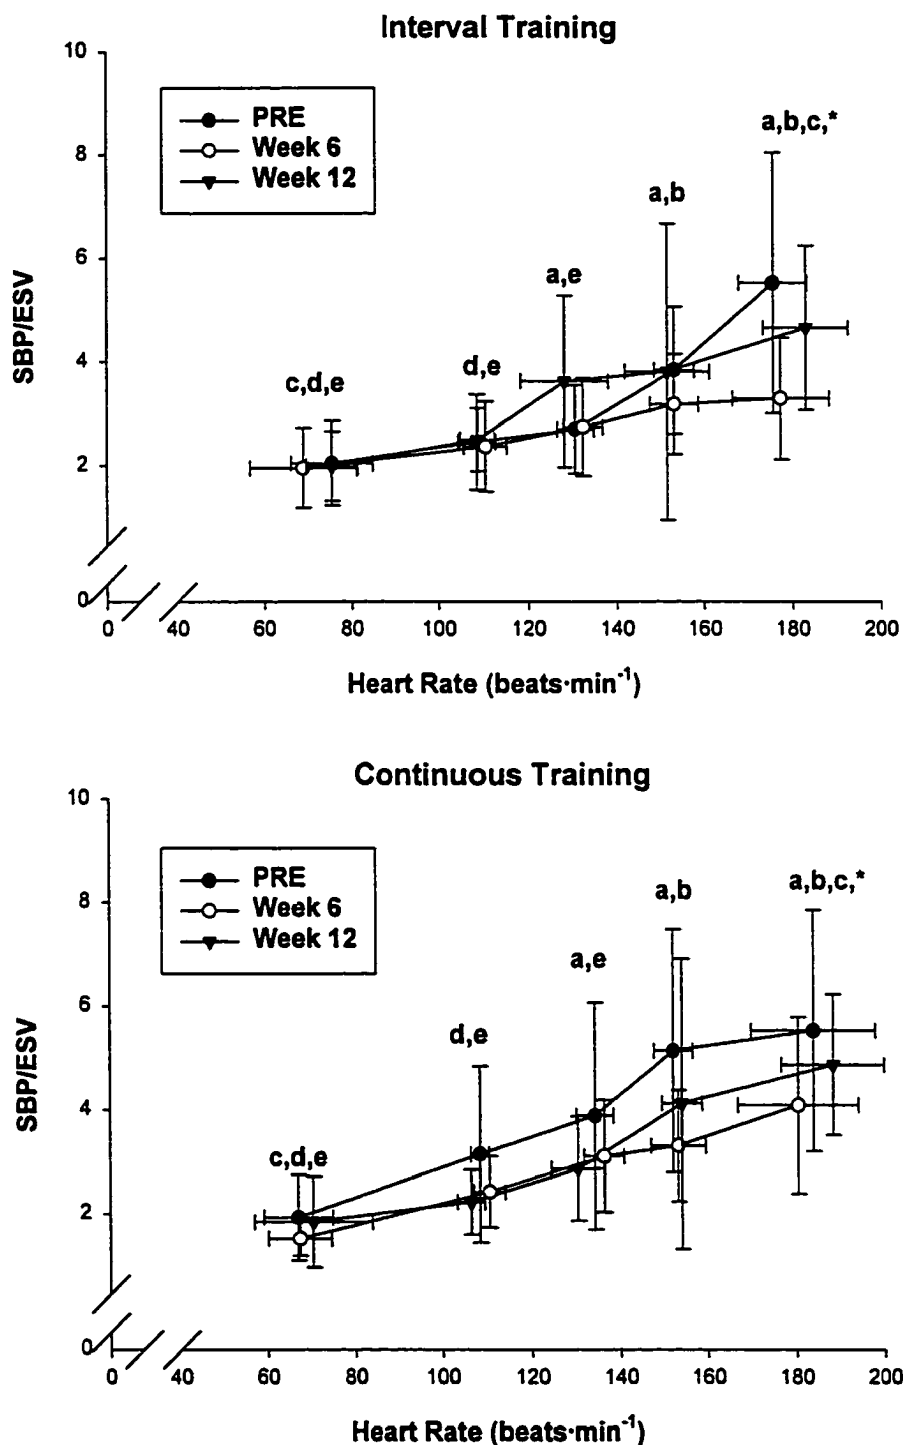 Interval Training
10
8
6
4
2
0
SBP/ESV
PRE
Week 6
Week 12
c,d,e
d,e
a,e
a,b
a,b,c,*
0 40 60 80 100 120 140 160 180 200
Heart Rate (beats·min⁻¹)
Continuous Training
10
8
6
4
2
0
SBP/ESV
PRE
Week 6
Week 12
c,d,e
d,e
a,e
a,b
a,b,c,*
0 40 60 80 100 120 140 160 180 200
Heart Rate (beats·min⁻¹)